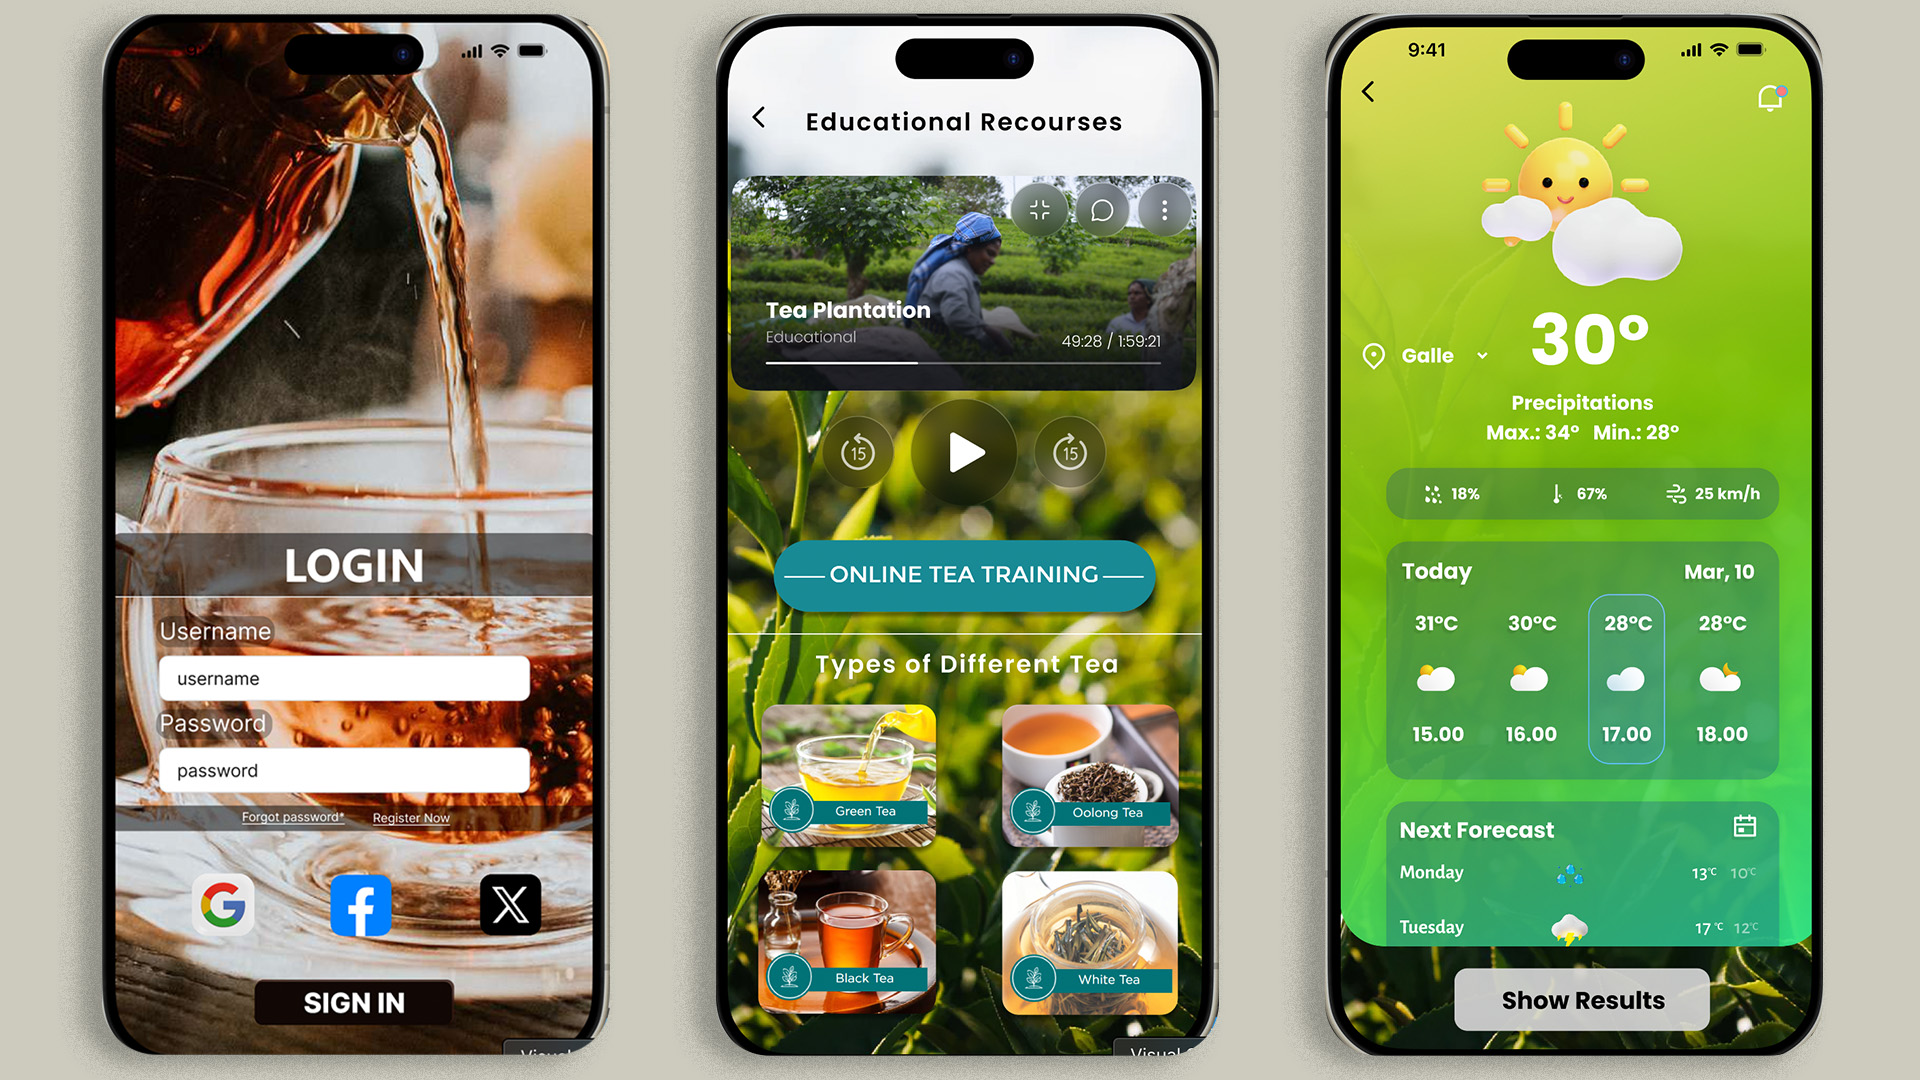 LOGIN
Username
username
Password
password
Forgot password* Register Now
SIGN IN
Educational Recourses
Tea Plantation
Educational
49:28 / 1:59:21
15
15
ONLINE TEA TRAINING
Types of Different Tea
Green Tea
Oolong Tea
Black Tea
White Tea
9:41
30°
Galle
Precipitations
Max.: 34° Min.: 28°
18% 67% 25 km/h
Today Mar, 10
31°C 30°C 28°C 28°C
15.00 16.00 17.00 18.00
Next Forecast
Monday 13°C 10°C
Tuesday 17°C 12°C
Show Results